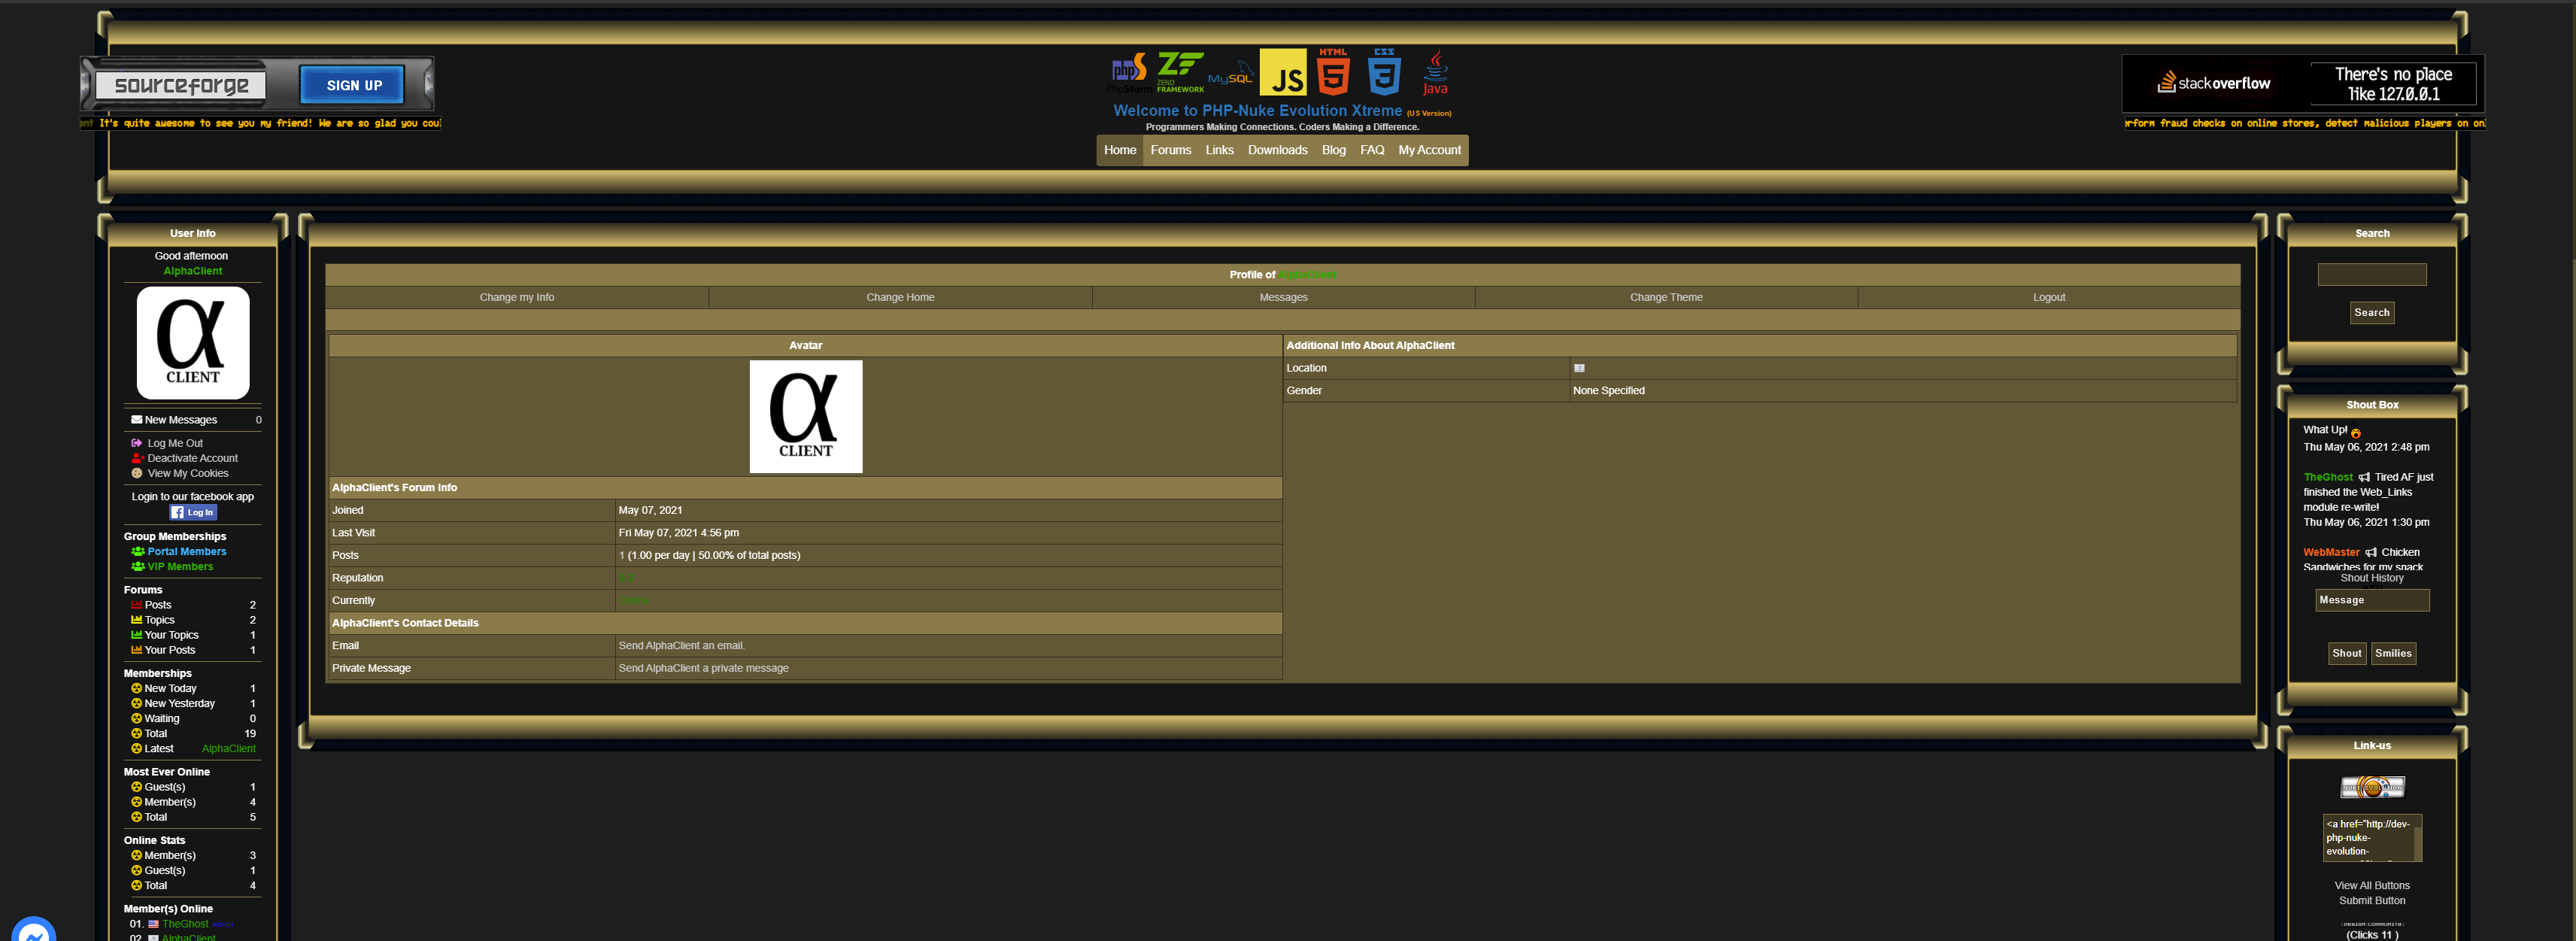 sourceforge
SIGN UP
It's quite awesome to see you my friend! We are so glad you
PhpStorm
ZEND
FRAMEWORK
MySQL
JS
HTML
5
CSS
3
Java
Welcome to PHP-Nuke Evolution Xtreme (US Version)
Programmers Making Connections. Coders Making a Difference.
Home Forums Links Downloads Blog FAQ My Account
stackoverflow
There's no place
like 127.0.0.1
fraud checks on online stores, detect malicious players on
User Info
Good afternoon
AlphaClient
α
CLIENT
New Messages 0
Log Me Out
Deactivate Account
View My Cookies
Login to our facebook app
Log In
Group Memberships
Portal Members
VIP Members
Forums
Posts 2
Topics 2
Your Topics 1
Your Posts 1
Memberships
New Today 1
New Yesterday 1
Waiting 0
Total 19
Latest AlphaClient
Most Ever Online
Guest(s) 1
Member(s) 4
Total 5
Online Stats
Member(s) 3
Guest(s) 1
Total 4
Member(s) Online
01. TheGhost
02. AlphaClient
Profile of AlphaClient
Change my Info Change Home Messages Change Theme Logout
Avatar
α
CLIENT
AlphaClient's Forum Info
Joined May 07, 2021
Last Visit Fri May 07, 2021 4:56 pm
Posts 1 (1.00 per day | 50.00% of total posts)
Reputation
Currently
AlphaClient's Contact Details
Email Send AlphaClient an email.
Private Message Send AlphaClient a private message
Additional Info About AlphaClient
Location
Gender None Specified
Search
Search
Shout Box
What Up!
Thu May 06, 2021 2:48 pm
TheGhost Tired AF just
finished the Web_Links
module re-write!
Thu May 06, 2021 1:30 pm
WebMaster Chicken
Sandwiches for my snack
Shout History
Message
Shout Smilies
Link-us
NUKE-EVOLUTION
<a href="http://dev-
php-nuke-
evolution-
View All Buttons
Submit Button
(Clicks 11 )